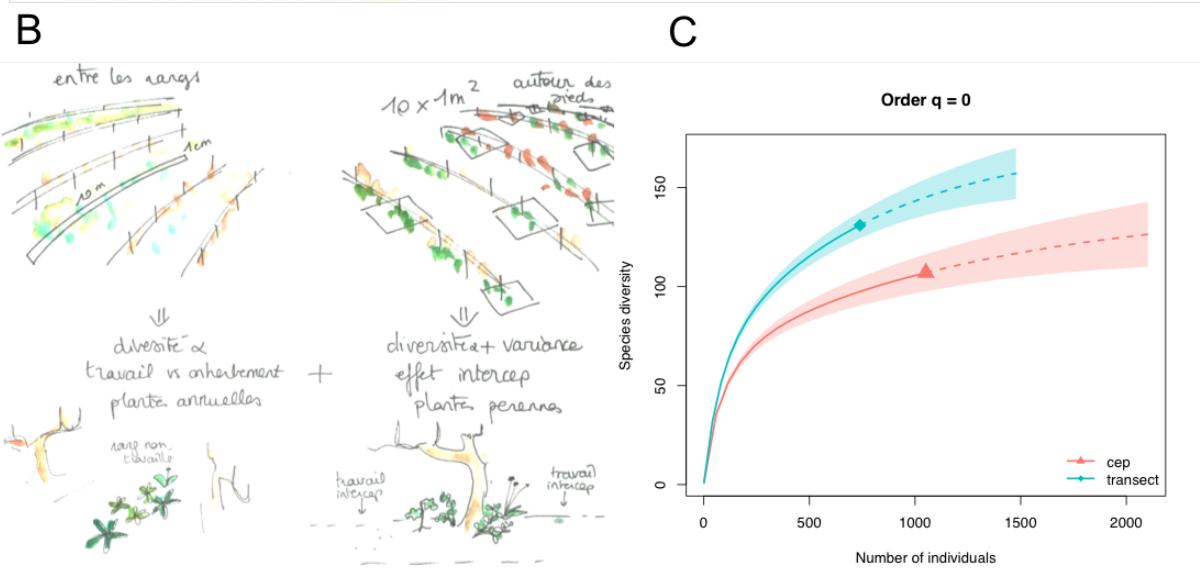 B
entre les rangs
1cm
10m
⇓
diversité α
travail vs enherbement
plantes annuelles
+
rang non
travaillé
10 x 1m²
autour des
pieds
⇓
diversité α + variance
effet intercep
plantes perennes
travail
intercep
travail
intercep
C
Order q = 0
Species diversity
150
100
50
0
0 500 1000 1500 2000
Number of individuals
cep
transect